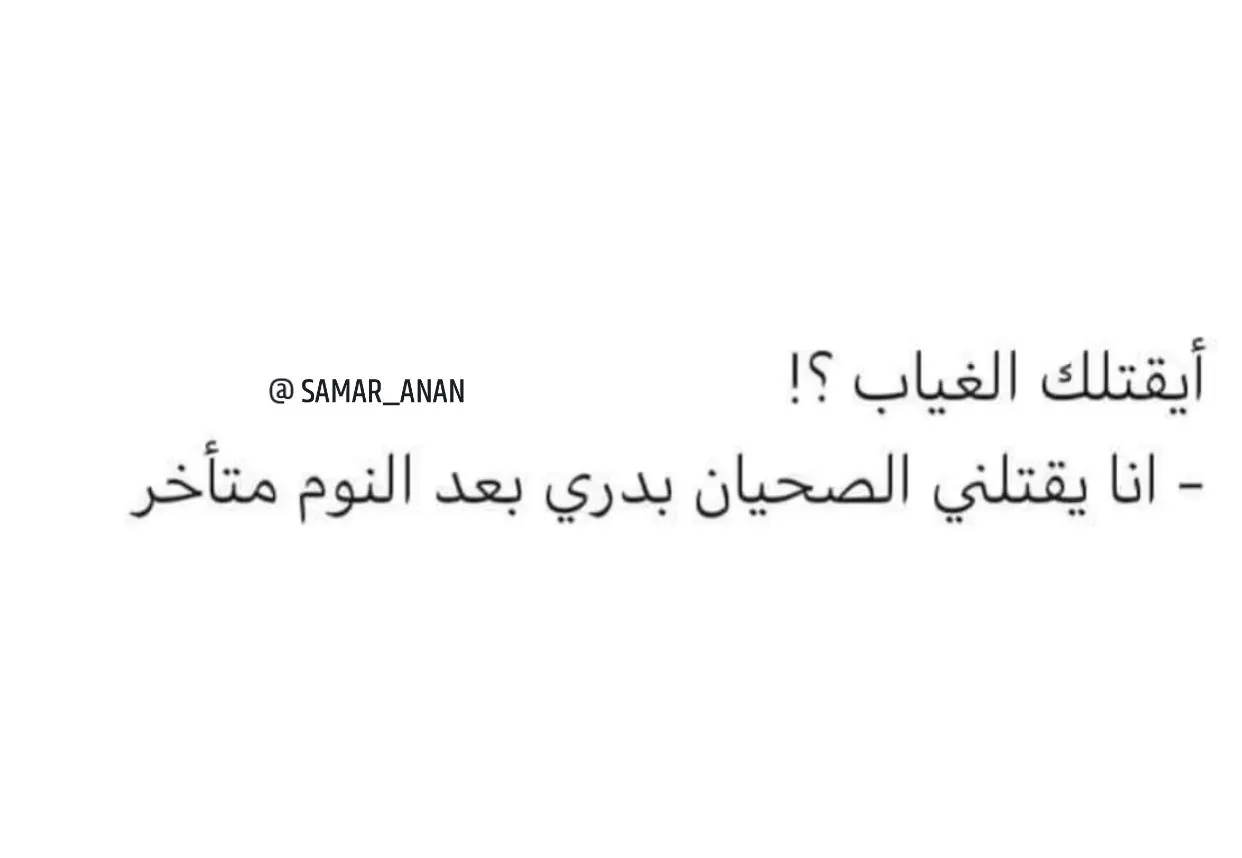 أيقتلك الغياب ؟!
@ SAMAR_ANAN
- انا يقتلني الصحيان بدري بعد النوم متأخر